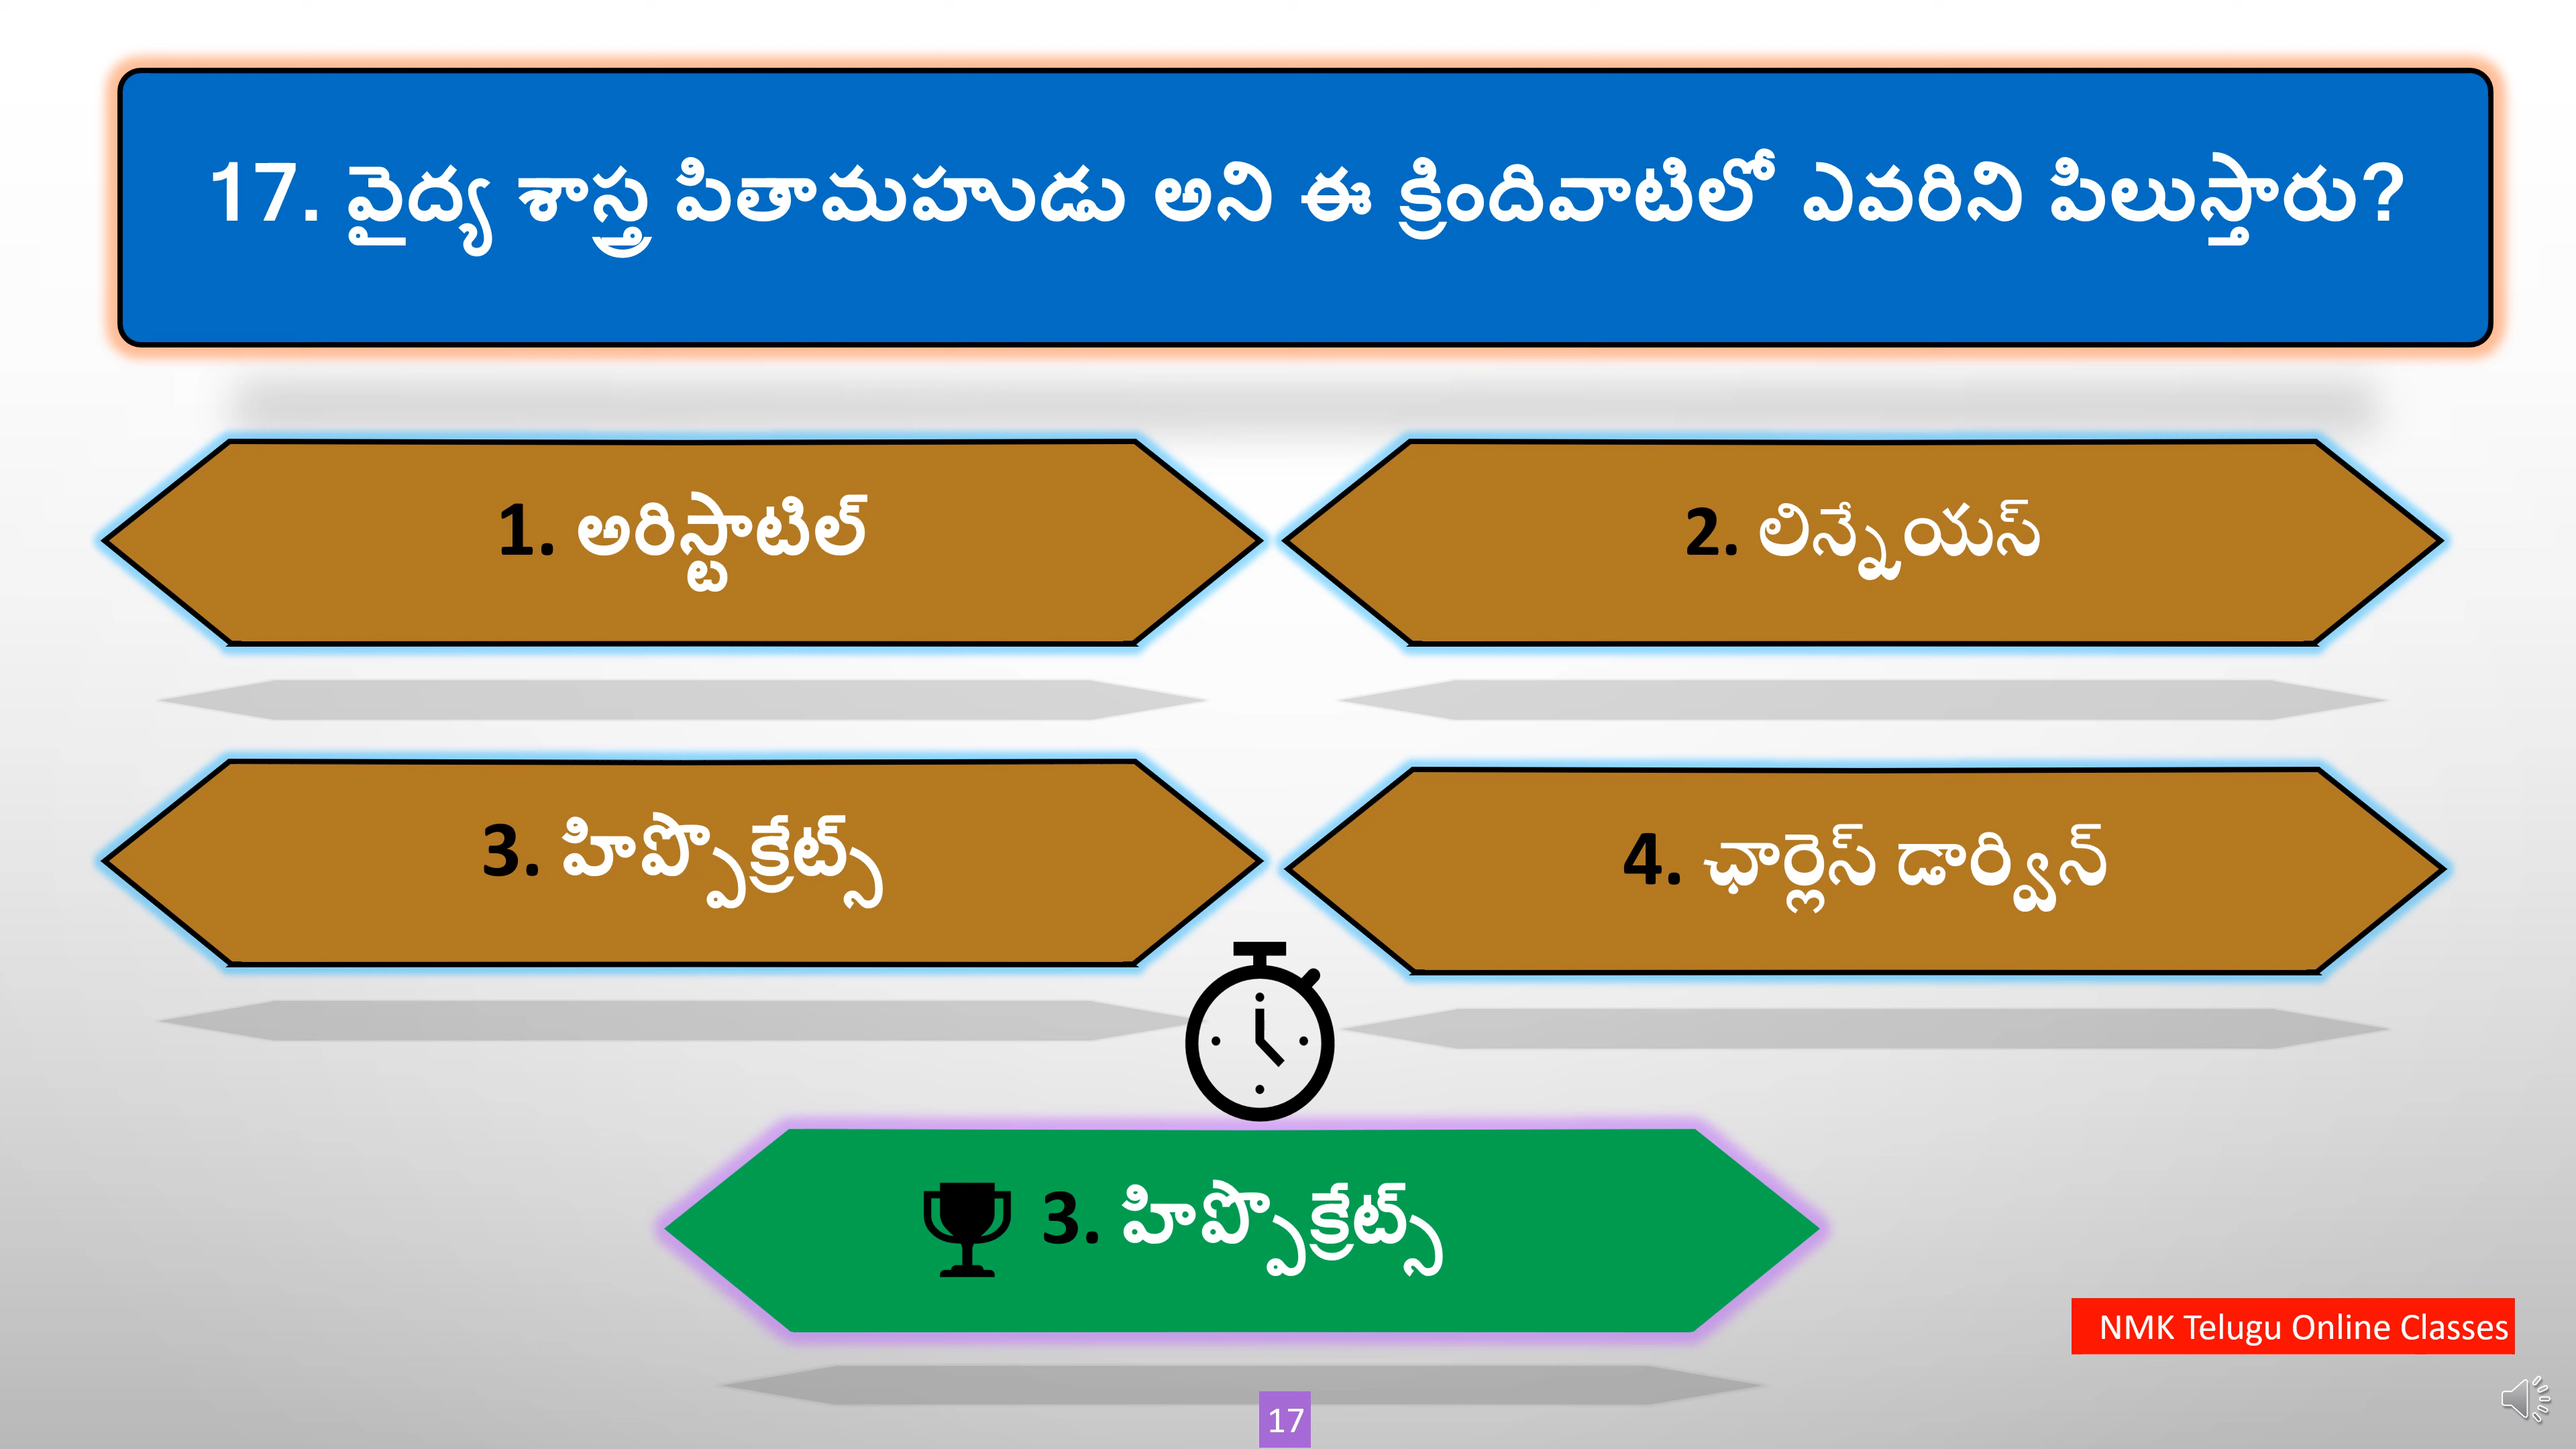 17. వైద్య శాస్త్ర పితామహుడు అని ఈ క్రిందివాటిలో ఎవరిని పిలుస్తారు?
1. అరిస్టాటిల్
2. లిన్నేయస్
3. హిప్పొక్రేట్స్
4. ఛార్లెస్ డార్విన్
3. హిప్పొక్రేట్స్
NMK Telugu Online Classes
17